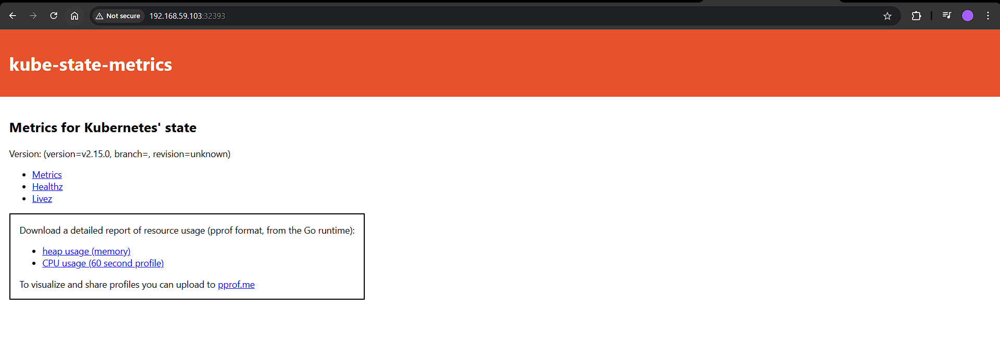 Not secure 192.168.59.103:32393
kube-state-metrics
Metrics for Kubernetes' state
Version: (version=v2.15.0, branch=, revision=unknown)
Metrics
Healthz
Livez
Download a detailed report of resource usage (pprof format, from the Go runtime):
heap usage (memory)
CPU usage (60 second profile)
To visualize and share profiles you can upload to pprof.me